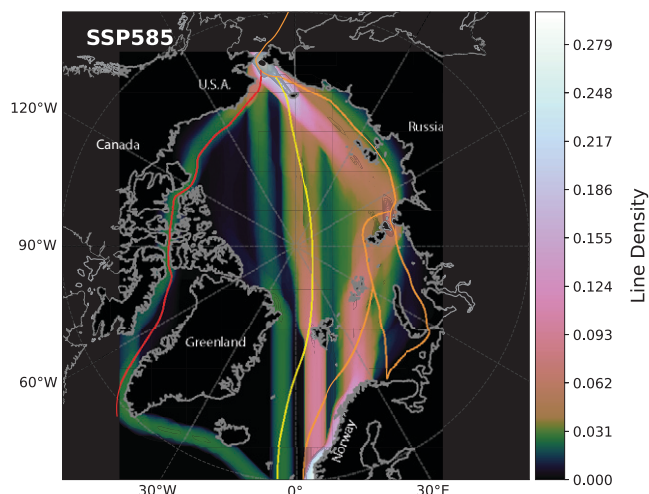 SSP585
U.S.A.
Russia
Canada
Greenland
Norway
120°W
90°W
60°W
30°W
0°
30°E
0.279
0.248
0.217
0.186
0.155
0.124
0.093
0.062
0.031
0.000
Line Density